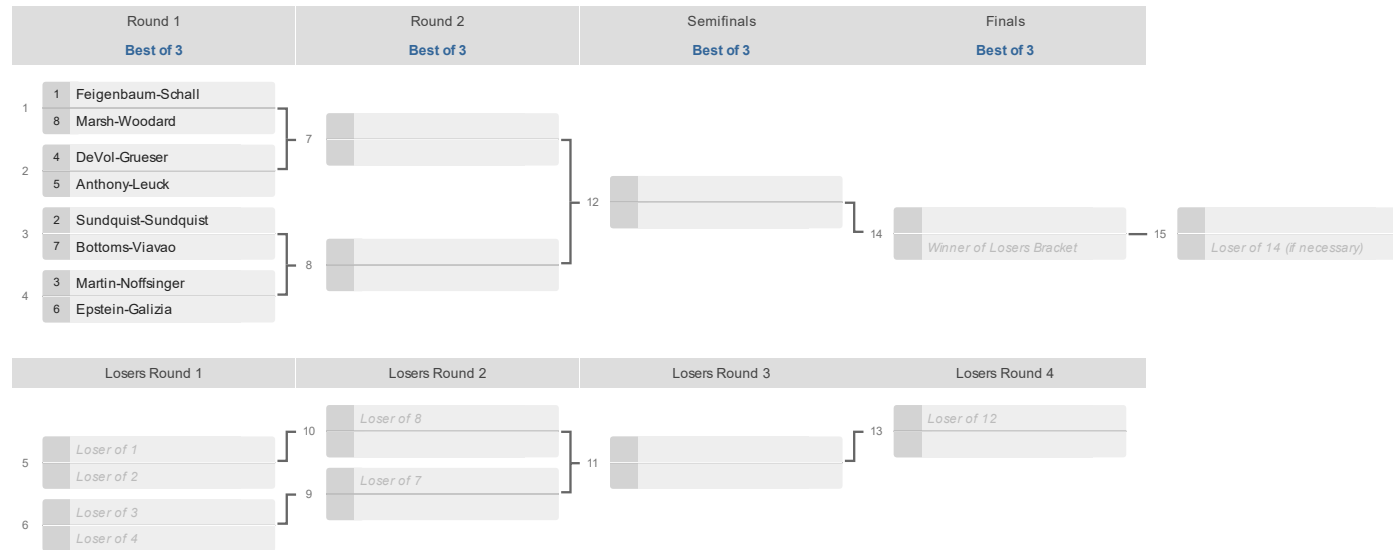 Round 1 Round 2 Semifinals Finals
Best of 3 Best of 3 Best of 3 Best of 3
1
1 Feigenbaum-Schall
8 Marsh-Woodard
2
4 DeVol-Grueser
5 Anthony-Leuck
3
2 Sundquist-Sundquist
7 Bottoms-Viavao
4
3 Martin-Noffsinger
6 Epstein-Galizia
7
8
12
14
Winner of Losers Bracket
15
Loser of 14 (if necessary)
Losers Round 1 Losers Round 2 Losers Round 3 Losers Round 4
5
Loser of 1
Loser of 2
6
Loser of 3
Loser of 4
10
Loser of 8
9
Loser of 7
11
13
Loser of 12